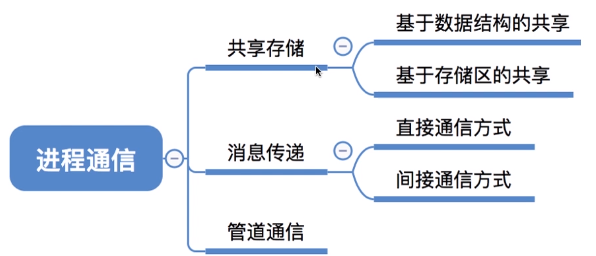 进程通信
共享存储
基于数据结构的共享
基于存储区的共享
消息传递
直接通信方式
间接通信方式
管道通信